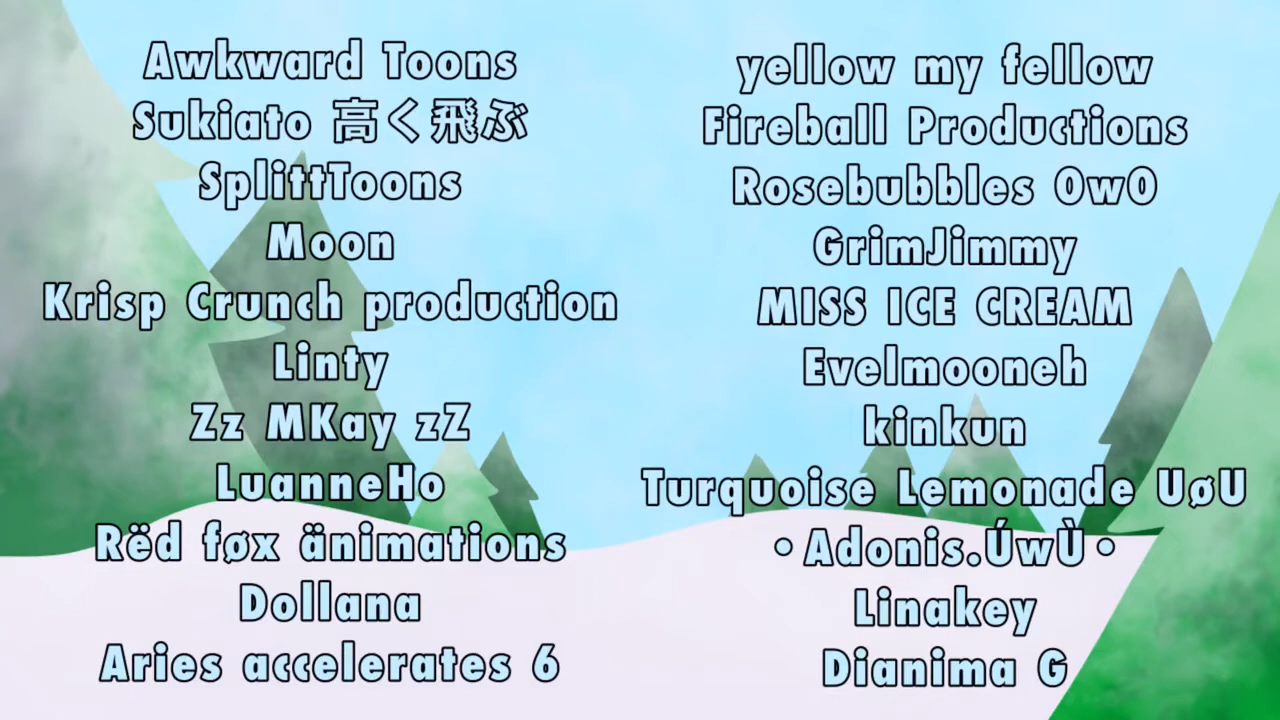 Awkward Toons
Sukiato 高く飛ぶ
SplittToons
Moon
Krisp Crunch production
Linty
Zz MKay zZ
LuanneHo
Rëd føx änimations
Dollana
Aries accelerates 6
yellow my fellow
Fireball Productions
Rosebubbles OwO
GrimJimmy
MISS ICE CREAM
Evelmooneh
kinkun
Turquoise Lemonade UøU
•Adonis.ÚwÙ•
Linakey
Dianima G